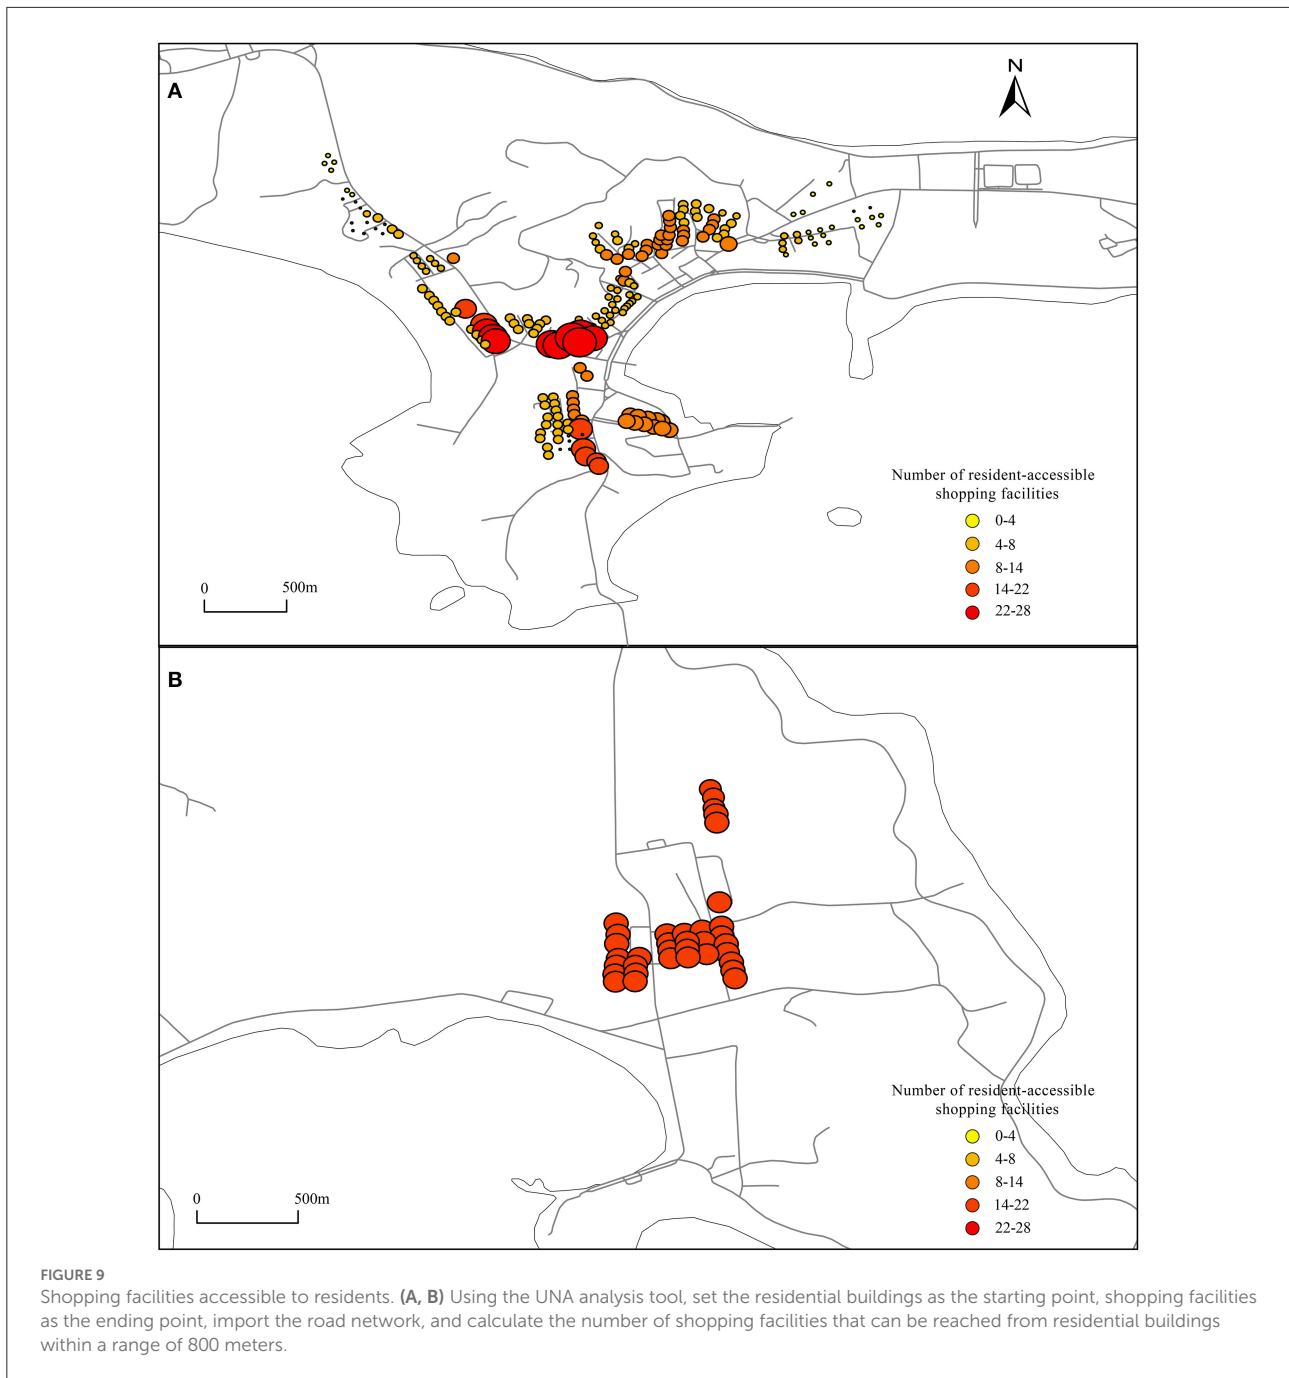 A
N
Number of resident-accessible
shopping facilities
0-4
4-8
8-14
14-22
22-28
0 500m
B
Number of resident-accessible
shopping facilities
0-4
4-8
8-14
14-22
22-28
0 500m
FIGURE 9
Shopping facilities accessible to residents. (A, B) Using the UNA analysis tool, set the residential buildings as the starting point, shopping facilities
as the ending point, import the road network, and calculate the number of shopping facilities that can be reached from residential buildings
within a range of 800 meters.